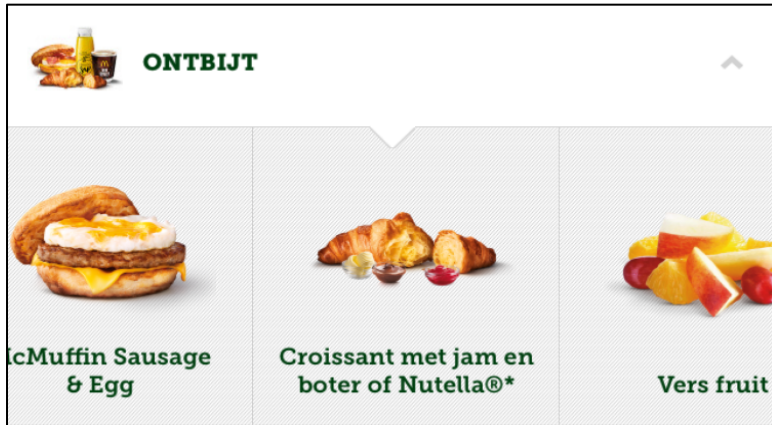 ONTBIJT
cMuffin Sausage
& Egg
Croissant met jam en
boter of Nutella®*
Vers fruit